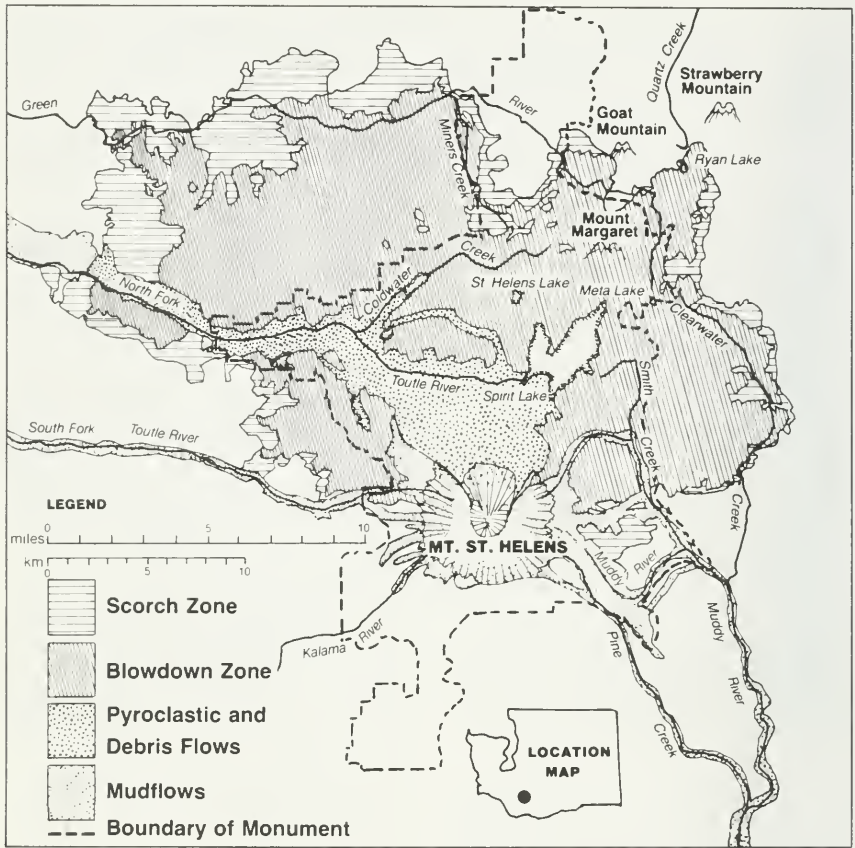 Green
River
Quartz Creek
Strawberry
Mountain
Goat
Mountain
Miners Creek
Ryan Lake
Mount
Margaret
Creek
Coldwater
St Helens Lake
Meta Lake
Clearwater
North Fork
Toutle River
Spirit Lake
Smith
Creek
South Fork
Toutle River
Creek
LEGEND
0 5 10
miles
km
0 5 10
MT. ST. HELENS
Muddy
River
Scorch Zone
Kalama River
Pine
Muddy
Blowdown Zone
River
Pyroclastic and
Debris Flows
Creek
LOCATION
MAP
Mudflows
Boundary of Monument